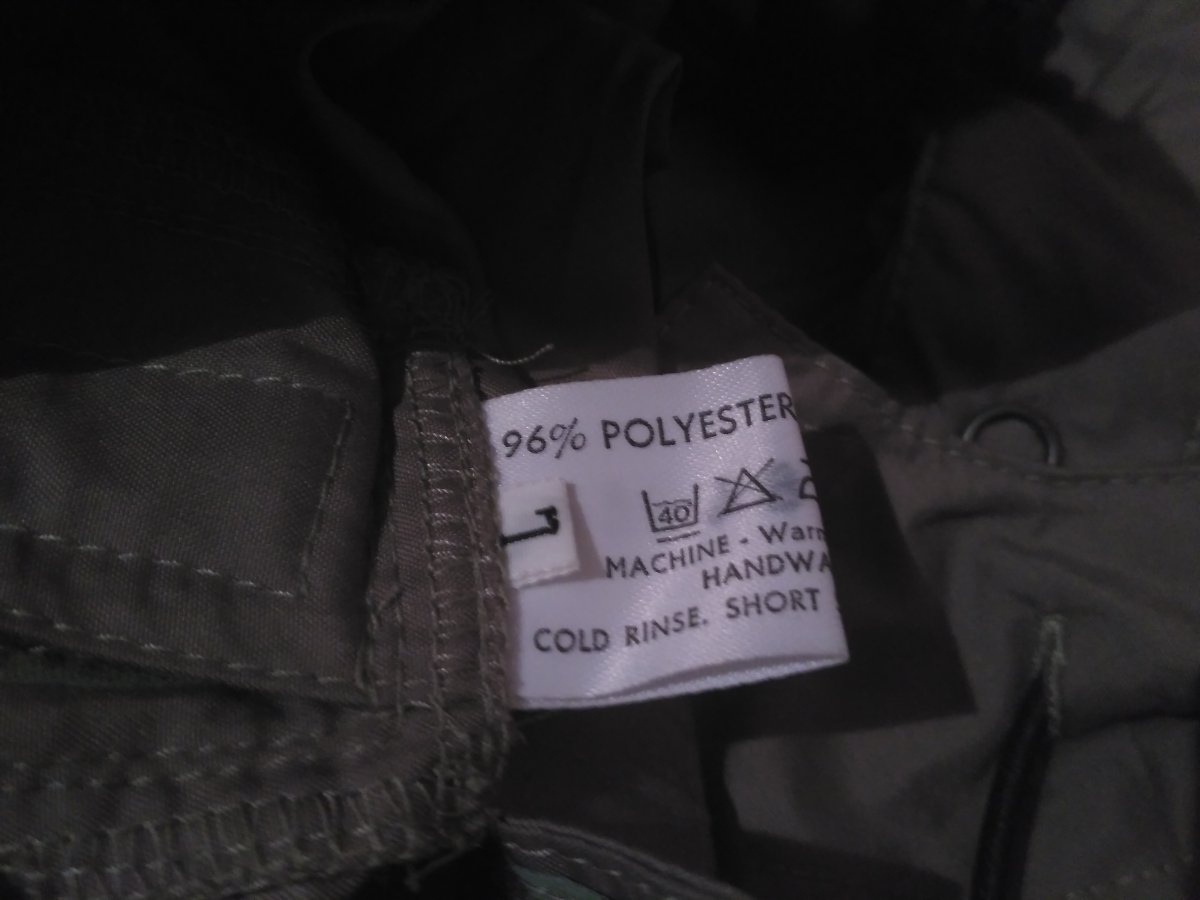 96% POLYESTER
L
40
MACHINE - Warm
HANDWA
COLD RINSE. SHORT